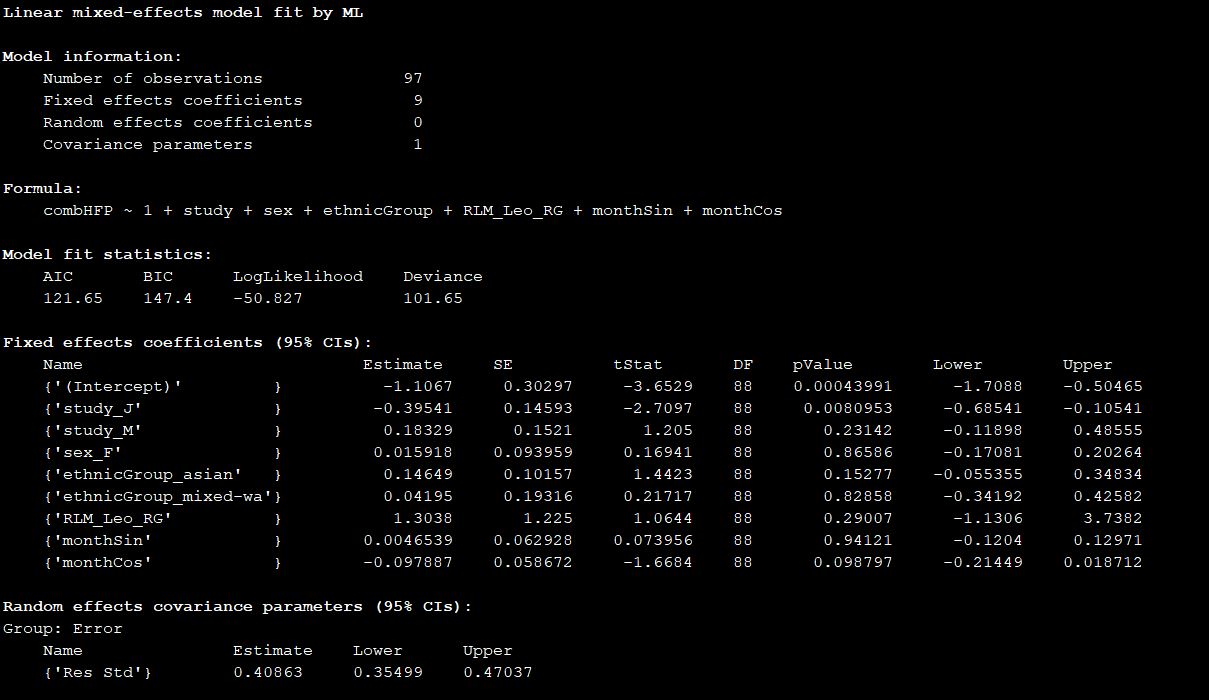 Linear mixed-effects model fit by ML
Model information:
Number of observations 97
Fixed effects coefficients 9
Random effects coefficients 0
Covariance parameters 1
Formula:
combHFP ~ 1 + study + sex + ethnicGroup + RLM_Leo_RG + monthSin + monthCos
Model fit statistics:
AIC BIC LogLikelihood Deviance
121.65 147.4 -50.827 101.65
Fixed effects coefficients (95% CIs):
Name Estimate SE tStat DF pValue Lower Upper
{'(Intercept)' } -1.1067 0.30297 -3.6529 88 0.00043991 -1.7088 -0.50465
{'study_J' } -0.39541 0.14593 -2.7097 88 0.0080953 -0.68541 -0.10541
{'study_M' } 0.18329 0.1521 1.205 88 0.23142 -0.11898 0.48555
{'sex_F' } 0.015918 0.093959 0.16941 88 0.86586 -0.17081 0.20264
{'ethnicGroup_asian' } 0.14649 0.10157 1.4423 88 0.15277 -0.055355 0.34834
{'ethnicGroup_mixed-wa'} 0.04195 0.19316 0.21717 88 0.82858 -0.34192 0.42582
{'RLM_Leo_RG' } 1.3038 1.225 1.0644 88 0.29007 -1.1306 3.7382
{'monthSin' } 0.0046539 0.062928 0.073956 88 0.94121 -0.1204 0.12971
{'monthCos' } -0.097887 0.058672 -1.6684 88 0.098797 -0.21449 0.018712
Random effects covariance parameters (95% CIs):
Group: Error
Name Estimate Lower Upper
{'Res Std'} 0.40863 0.35499 0.47037